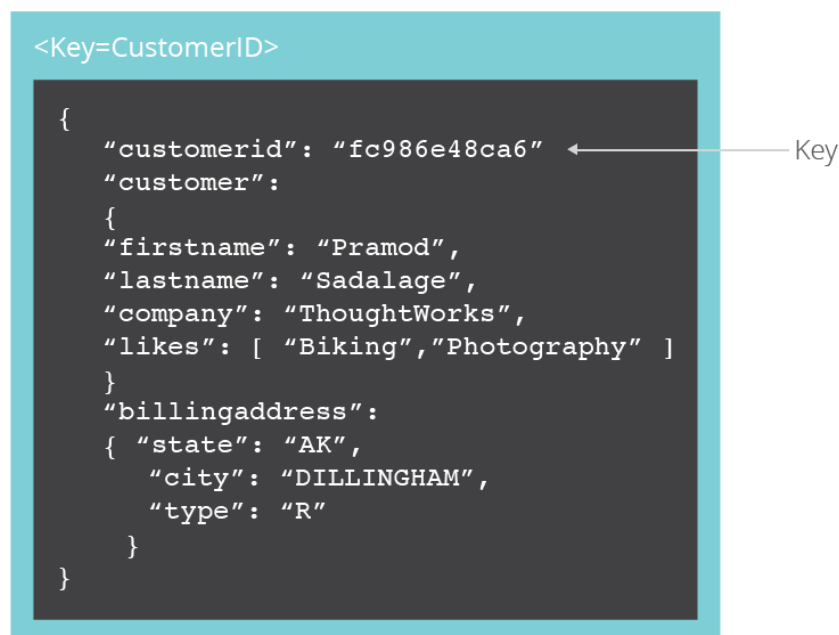 <Key=CustomerID>
{
“customerid”: “fc986e48ca6” Key
“customer”:
{
“firstname”: “Pramod”,
“lastname”: “Sadalage”,
“company”: “ThoughtWorks”,
“likes”: [ “Biking”,”Photography” ]
}
“billingaddress”:
{ “state”: “AK”,
“city”: “DILLINGHAM”,
“type”: “R”
}
}